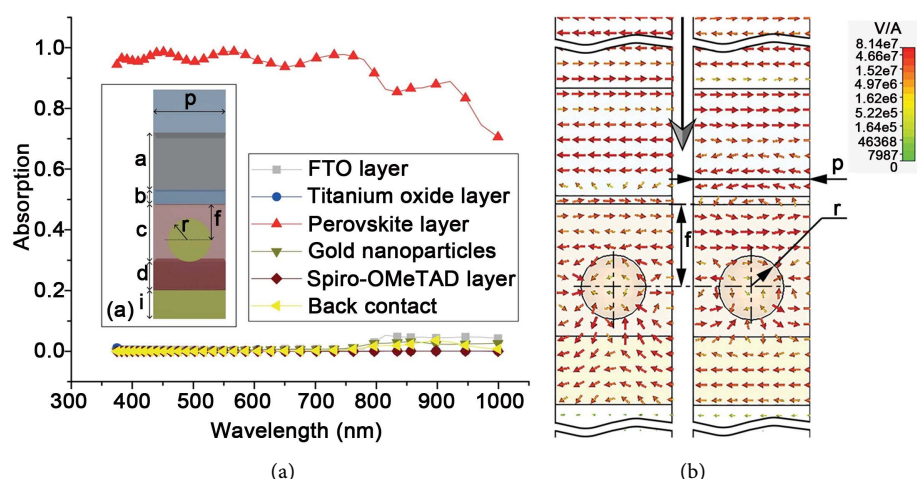 1.0
0.8
0.6
0.4
0.2
0.0
Absorption
300 400 500 600 700 800 900 1000
Wavelength (nm)
p
a
b
c
f
r
d
i
(a)
FTO layer
Titanium oxide layer
Perovskite layer
Gold nanoparticles
Spiro-OMeTAD layer
Back contact
(a)
V/A
8.14e7
4.66e7
1.52e7
4.97e6
1.62e6
5.22e5
1.64e5
46368
7987
0
p
r
f
(b)